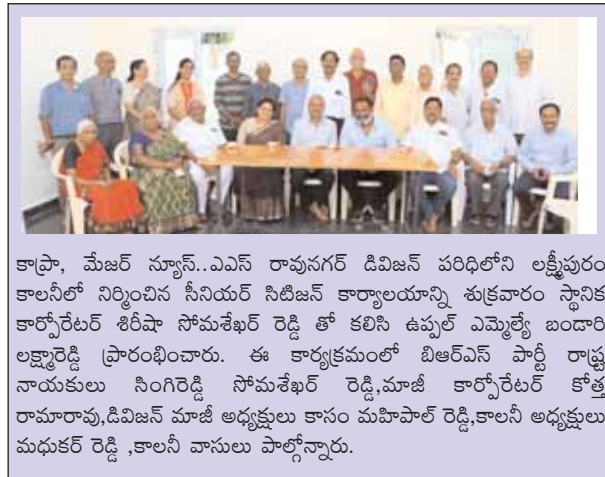 కాప్రా, మేజర్ న్యూస్..ఎఎస్ రావునగర్ డివిజన్ పరిధిలోని లక్ష్మీపురం
కాలనీలో నిర్మించిన సీనియర్ సిటిజన్ కార్యాలయాన్ని శుక్రవారం స్థానిక
కార్పోరేటర్ శిరీషా సోమశేఖర్ రెడ్డి తో కలిసి ఉప్పల్ ఎమ్మెల్యే బండారి
లక్ష్మారెడ్డి ప్రారంభించారు. ఈ కార్యక్రమంలో బిఆర్ఎస్ పార్టీ రాష్ట్ర
నాయకులు సింగిరెడ్డి సోమశేఖర్ రెడ్డి,మాజీ కార్పోరేటర్ కోత్త
రామారావు,డివిజన్ మాజీ అధ్యక్షులు కాసం మహిపాల్ రెడ్డి,కాలనీ అధ్యక్షులు
మధుకర్ రెడ్డి ,కాలనీ వాసులు పాల్గోన్నారు.